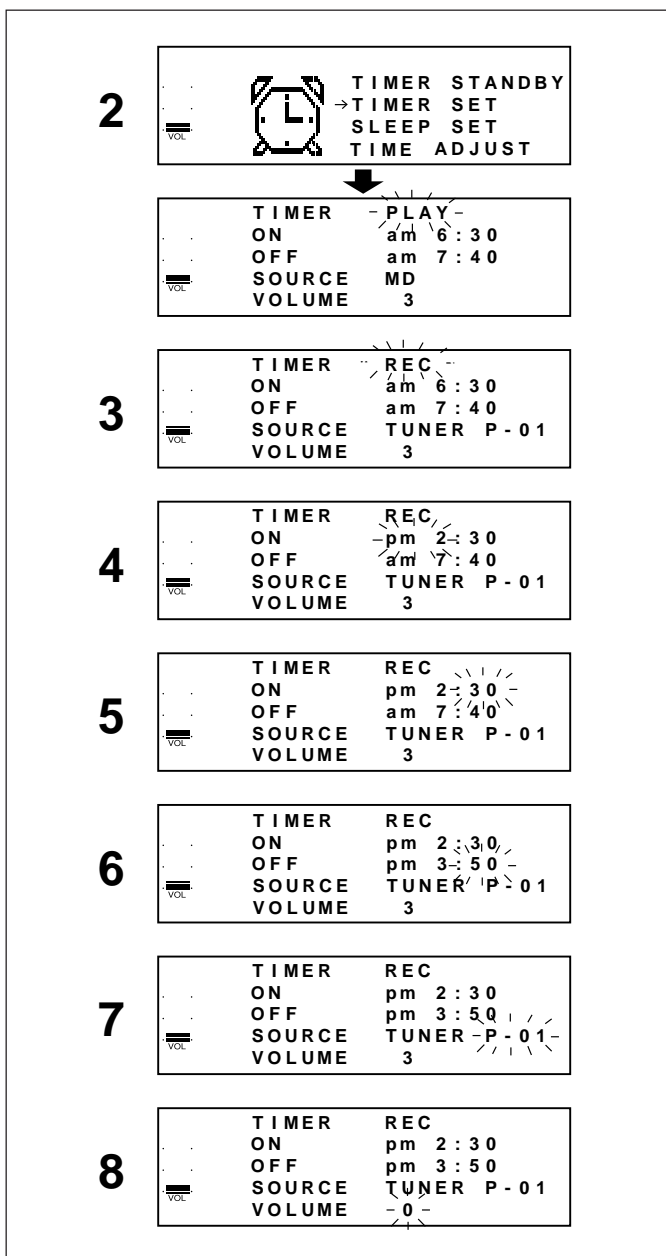 2
TIMER STANDBY
→TIMER SET
SLEEP SET
TIME ADJUST
VOL
TIMER PLAY
ON am 6:30
OFF am 7:40
SOURCE MD
VOLUME 3
VOL
3
TIMER REC
ON am 6:30
OFF am 7:40
SOURCE TUNER P-01
VOLUME 3
VOL
4
TIMER REC
ON pm 2:30
OFF am 7:40
SOURCE TUNER P-01
VOLUME 3
VOL
5
TIMER REC
ON pm 2:30
OFF am 7:40
SOURCE TUNER P-01
VOLUME 3
VOL
6
TIMER REC
ON pm 2:30
OFF pm 3:50
SOURCE TUNER P-01
VOLUME 3
VOL
7
TIMER REC
ON pm 2:30
OFF pm 3:50
SOURCE TUNER P-01
VOLUME 3
VOL
8
TIMER REC
ON pm 2:30
OFF pm 3:50
SOURCE TUNER P-01
VOLUME 0
VOL